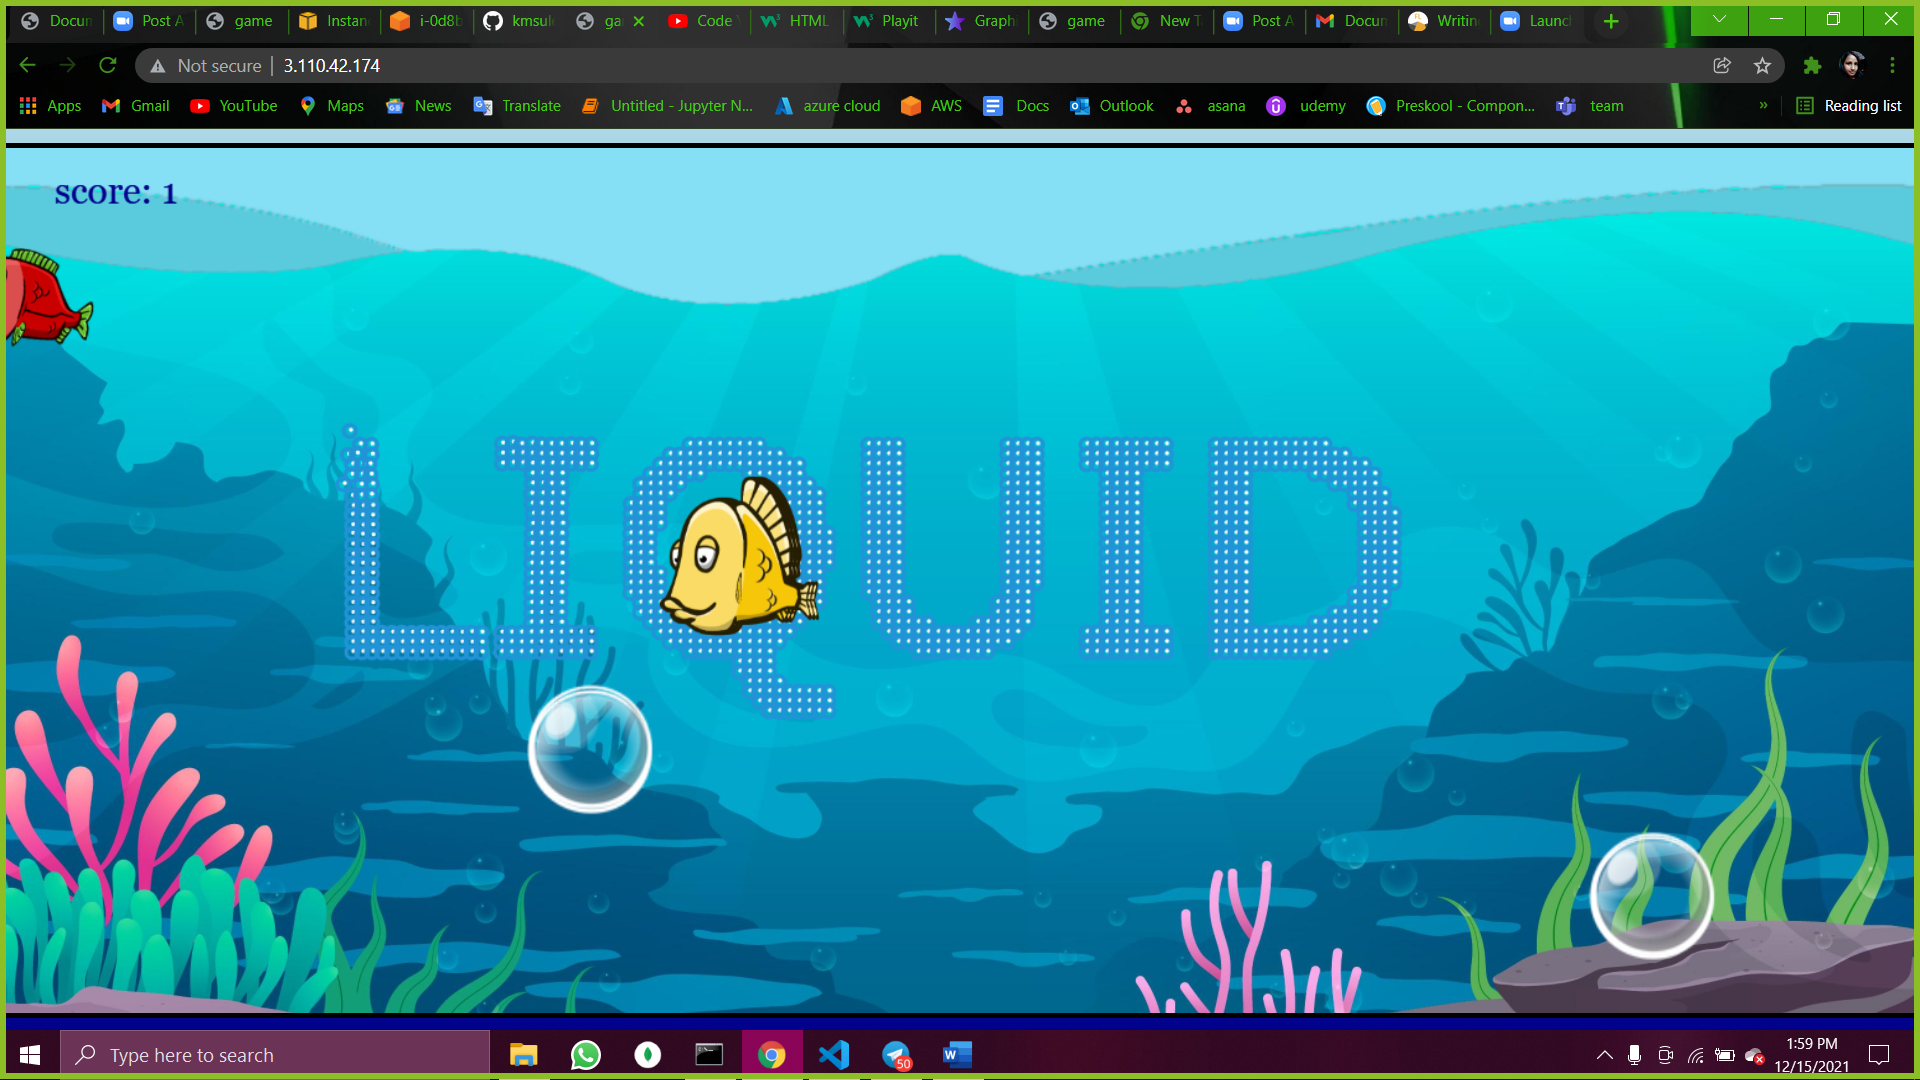 Docum Post A game Instan i-0d8b kmsul ga Code HTML Playit Graph game New T Post A Docum Writin Launc
Not secure 3.110.42.174
Apps Gmail YouTube Maps News Translate Untitled - Jupyter N... azure cloud AWS Docs Outlook asana udemy Preskool - Compon... team » Reading list
score: 1
LIQUID
Type here to search
50
1:59 PM
12/15/2021